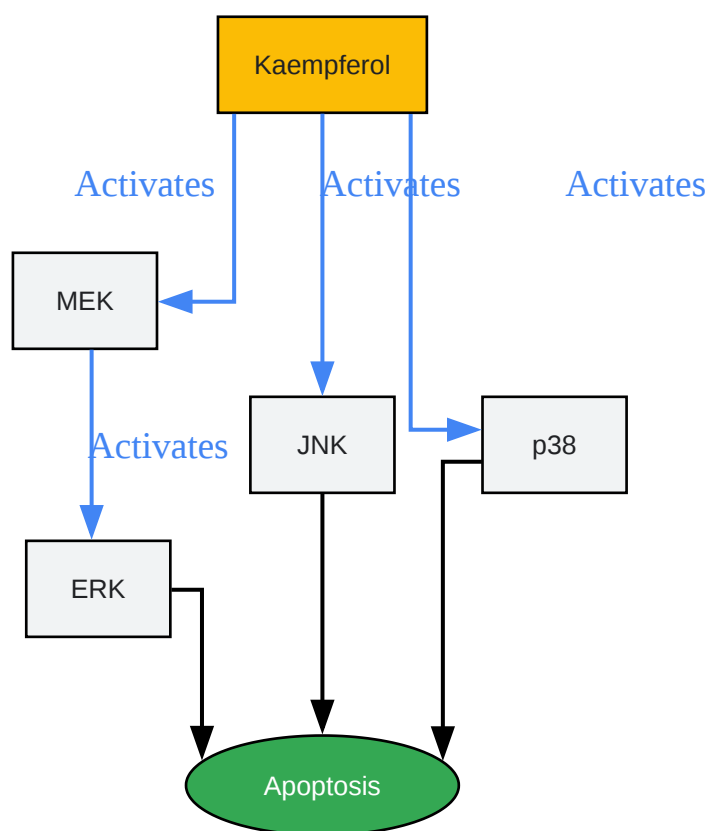 Kaempferol
Activates
Activates
Activates
MEK
Activates
JNK
p38
ERK
Apoptosis